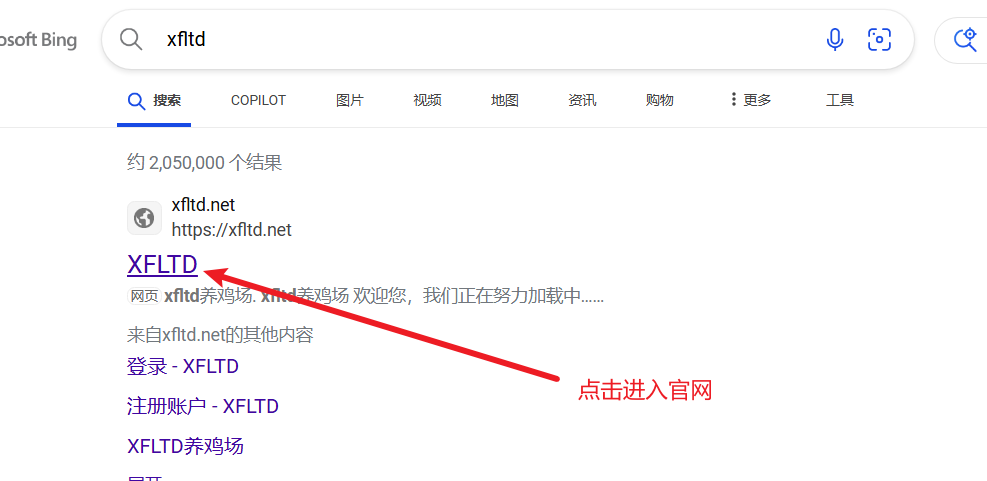 osoft Bing
xfltd
搜索 COPILOT 图片 视频 地图 资讯 购物 更多 工具
约 2,050,000 个结果
xfltd.net
https://xfltd.net
XFLTD
网页 xfltd养鸡场. xfltd养鸡场 欢迎您，我们正在努力加载中……
来自xfltd.net的其他内容
登录 - XFLTD
点击进入官网
注册账户 - XFLTD
XFLTD养鸡场